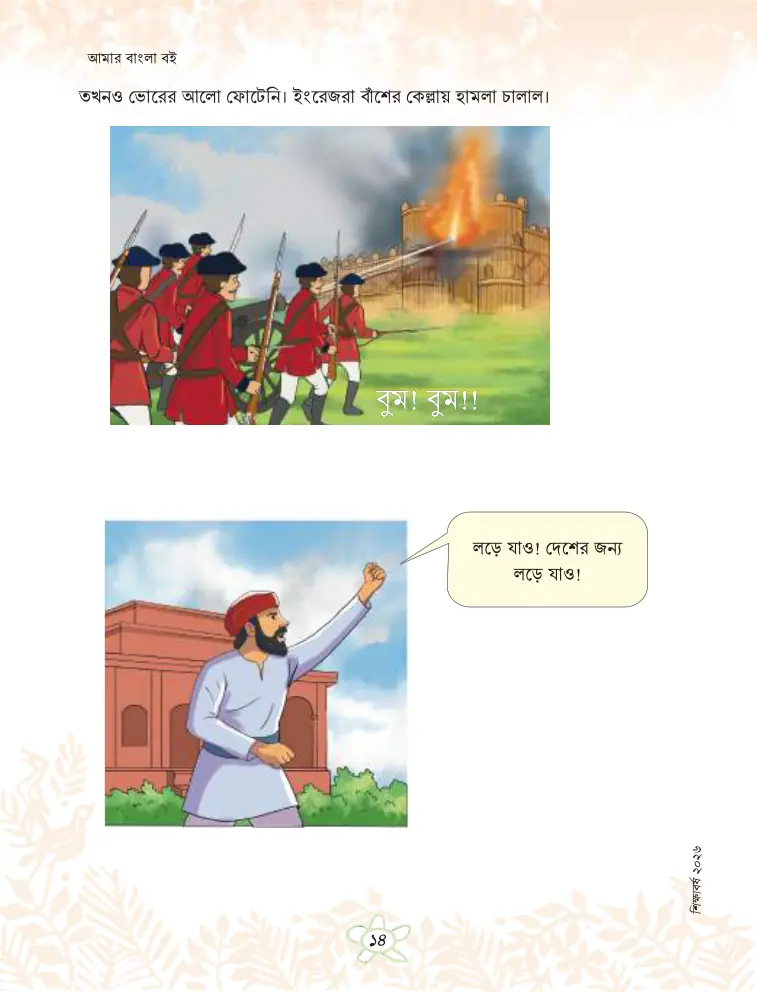 আমার বাংলা বই
তখনও ভোরের আলো ফোটেনি। ইংরেজরা বাঁশের কেল্লায় হামলা চালাল।
বুম! বুম!!
লড়ে যাও! দেশের জন্য
লড়ে যাও!
শিক্ষাবর্ষ ২০২৬
১৪